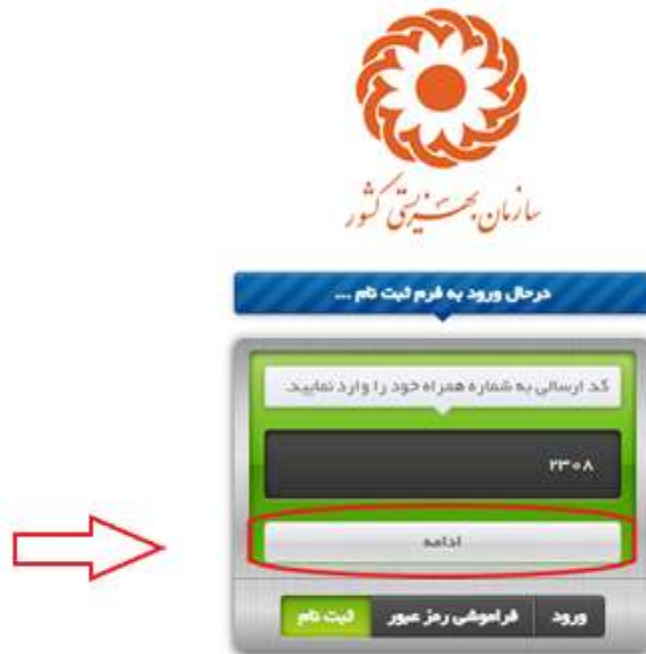 سازمان بهزیستی کشور
درحال ورود به فرم ثبت نام ...
کد ارسالی به شماره همراه خود را وارد نمایید.
۲۳۰۸
ادامه
ورود فراموشی رمز عبور ثبت نام